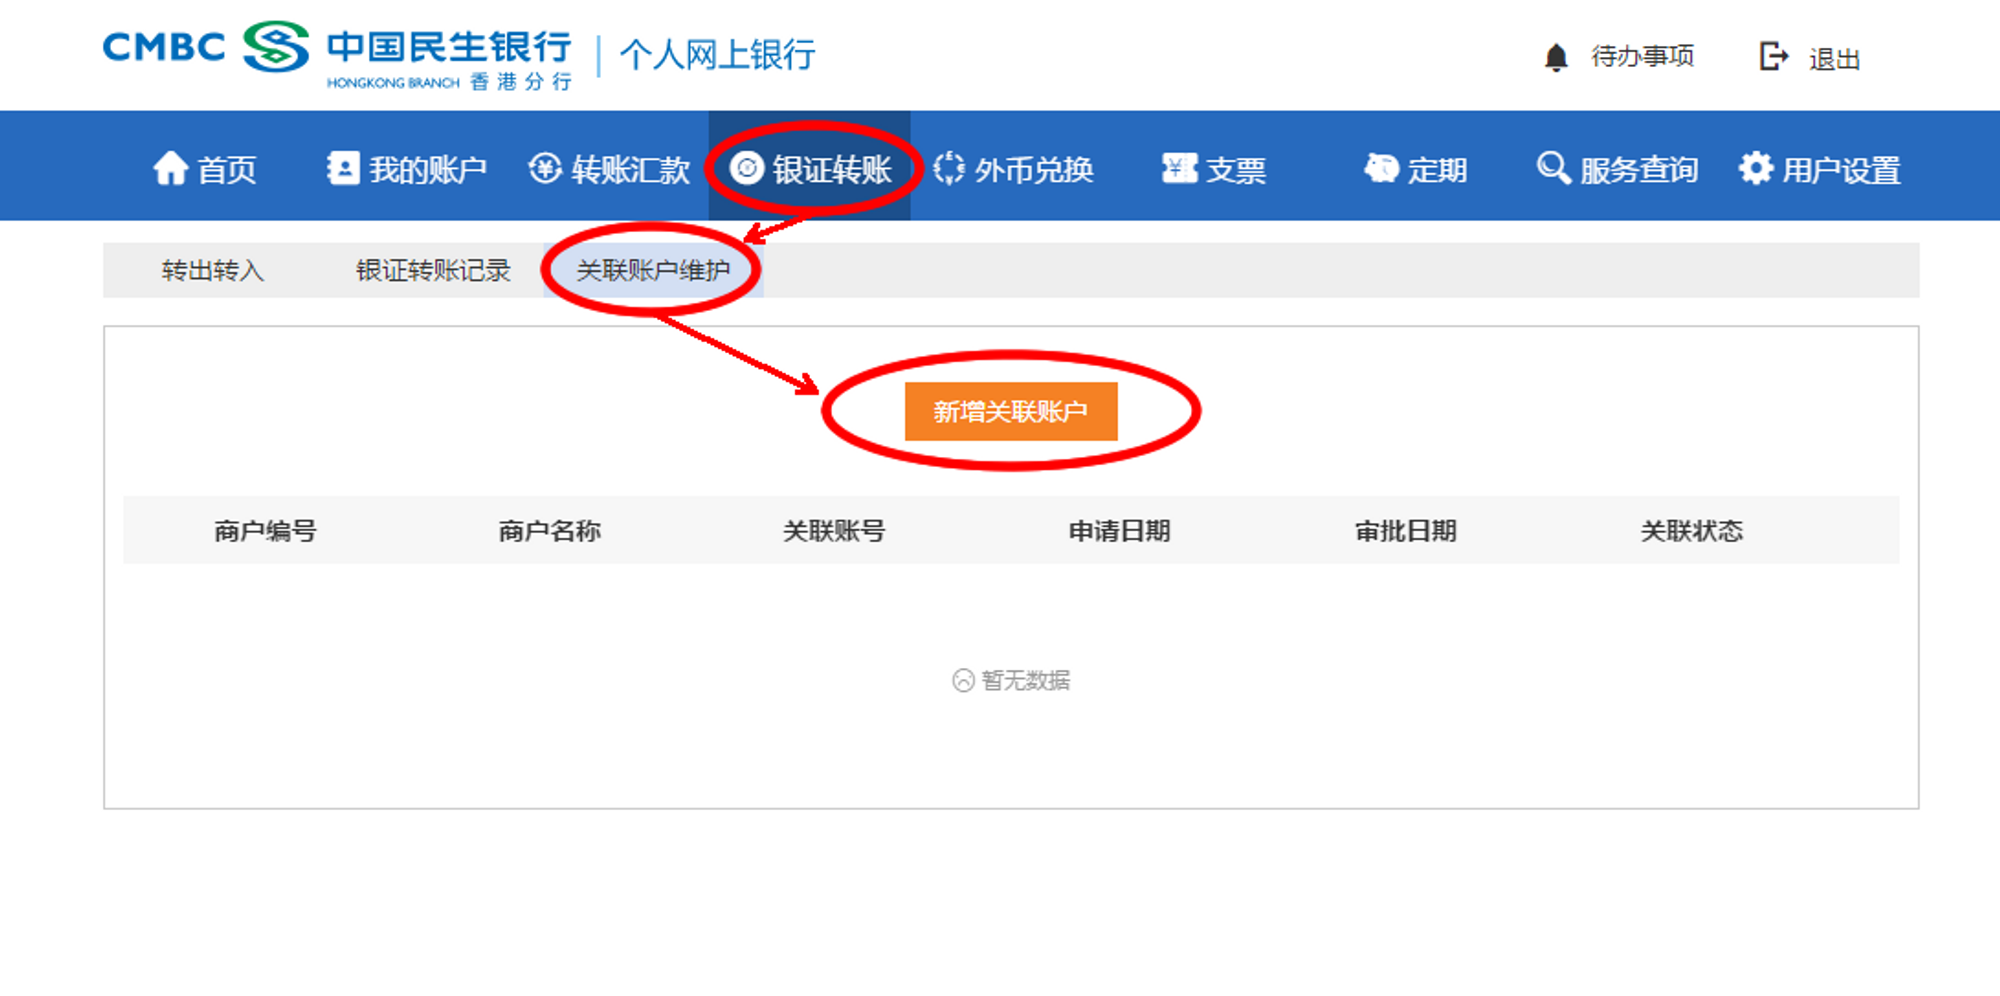 CMBC 中国民生银行 个人网上银行
HONGKONG BRANCH 香港分行
待办事项 退出
首页 我的账户 转账汇款 银证转账 外币兑换 支票 定期 服务查询 用户设置
转出转入 银证转账记录 关联账户维护
新增关联账户
商户编号 商户名称 关联账号 申请日期 审批日期 关联状态
暂无数据